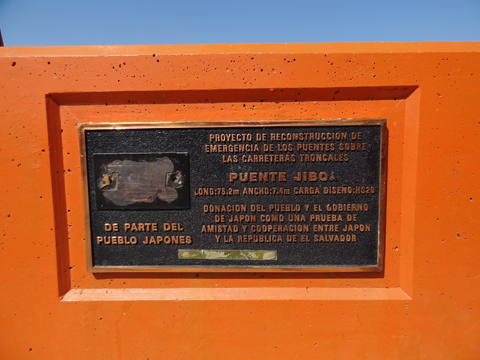 PROYECTO DE RECONSTRUCCION DE
EMERGENCIA DE LOS PUENTES SOBRE
LAS CARRETERAS TRONCALES
PUENTE JIBOA
LONG:75.2m ANCHO:7.4m CARGA DISEÑO:HS20
DONACION DEL PUEBLO Y EL GOBIERNO
DE JAPON COMO UNA PRUEBA DE
AMISTAD Y COOPERACION ENTRE JAPON
Y LA REPUBLICA DE EL SALVADOR
DE PARTE DEL
PUEBLO JAPONES